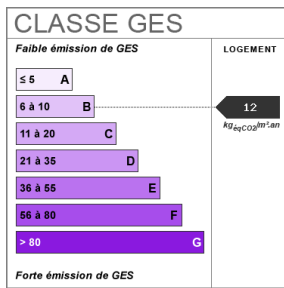 CLASSE GES
Faible émission de GES
LOGEMENT
≤ 5 A
6 à 10 B
12
kgéqCO2/m².an
11 à 20 C
21 à 35 D
36 à 55 E
56 à 80 F
> 80 G
Forte émission de GES